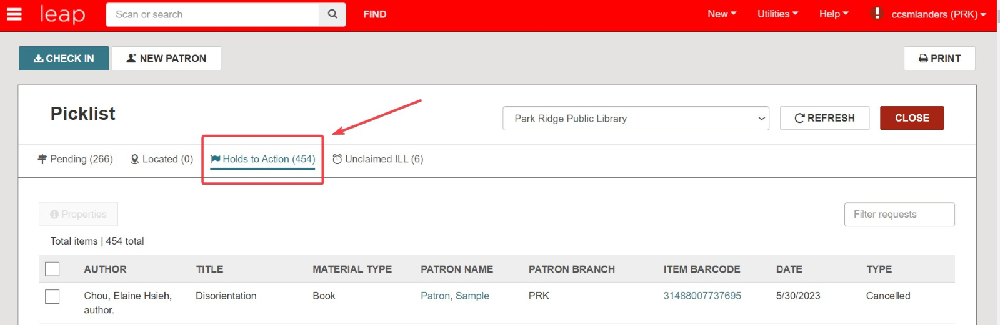 leap
Scan or search
FIND
New
Utilities
Help
ccsmlanders (PRK)
CHECK IN
NEW PATRON
PRINT
Picklist
Park Ridge Public Library
REFRESH
CLOSE
Pending (266)
Located (0)
Holds to Action (454)
Unclaimed ILL (6)
Properties
Filter requests
Total items | 454 total
AUTHOR TITLE MATERIAL TYPE PATRON NAME PATRON BRANCH ITEM BARCODE DATE TYPE
Chou, Elaine Hsieh, Disorientation Book Patron, Sample PRK 31488007737695 5/30/2023 Cancelled
author.